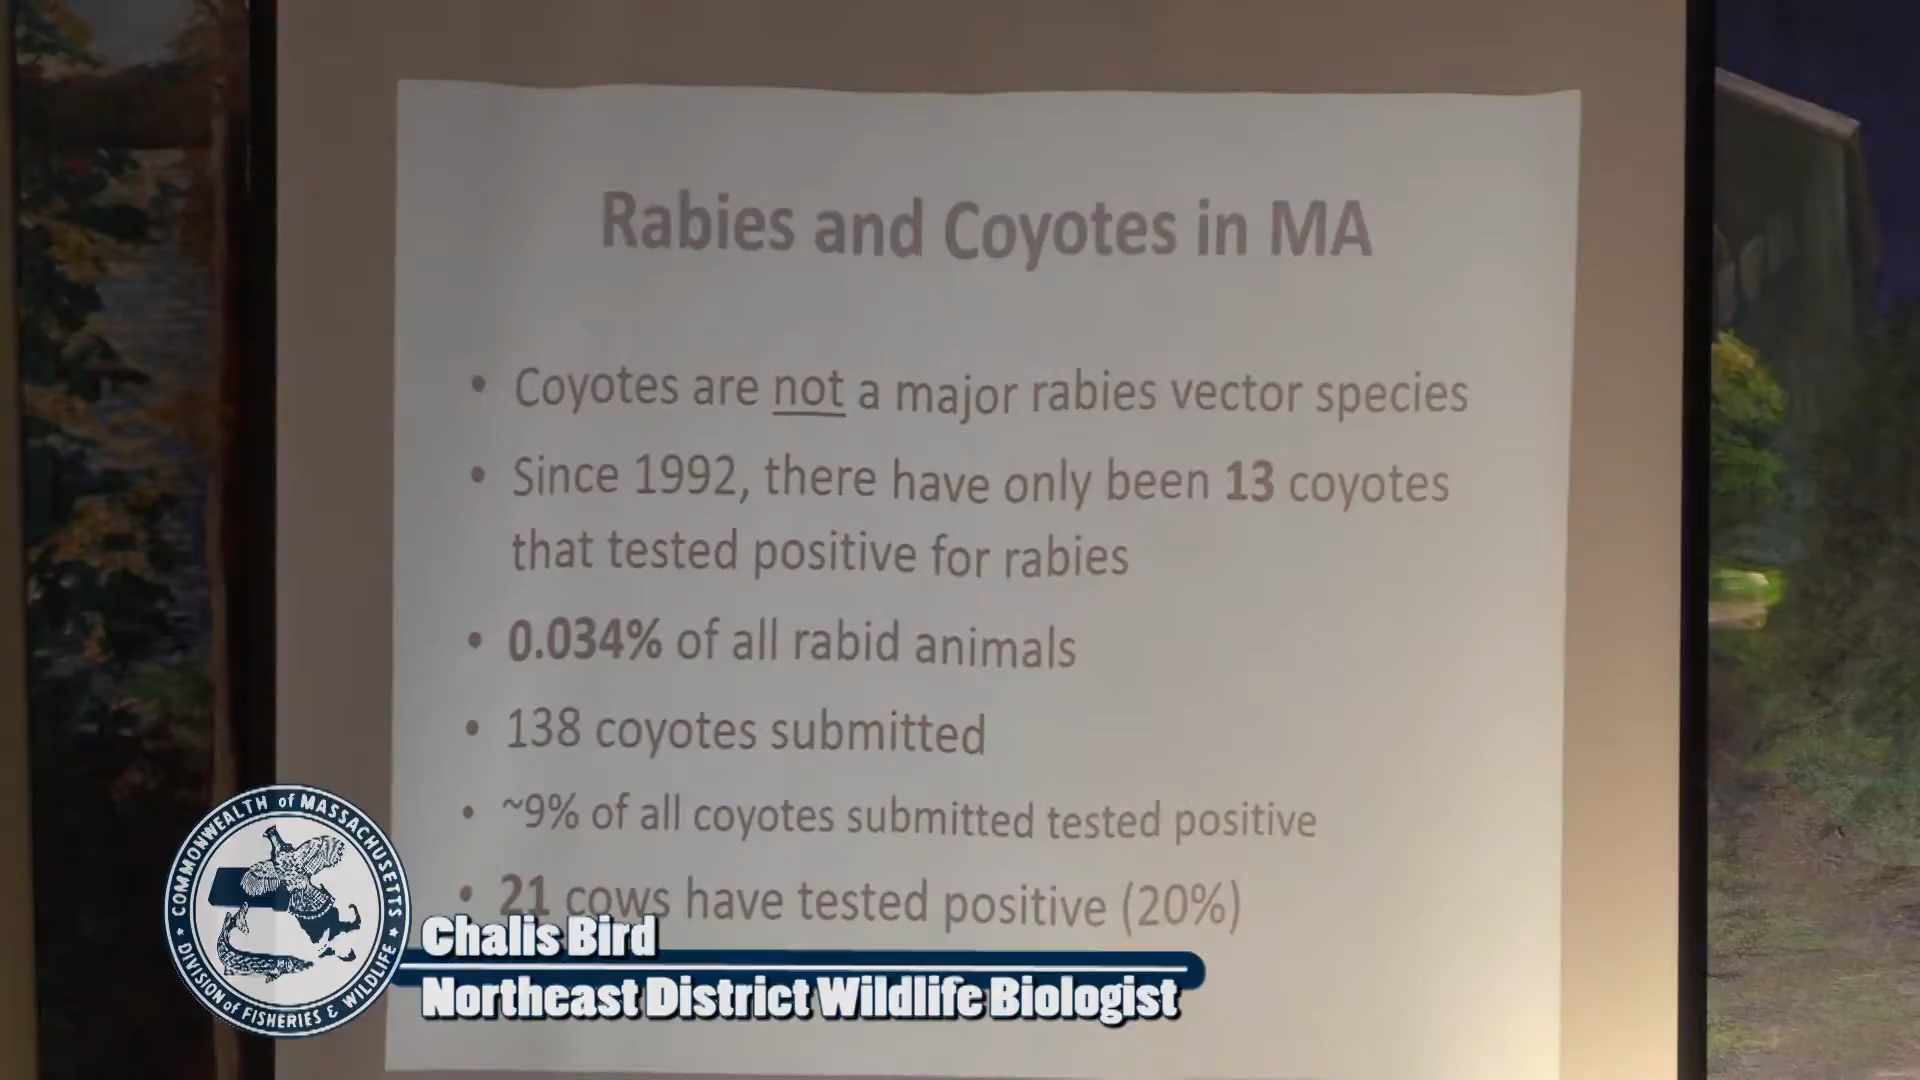 Rabies and Coyotes in MA
• Coyotes are not a major rabies vector species
• Since 1992, there have only been 13 coyotes
that tested positive for rabies
• 0.034% of all rabid animals
• 138 coyotes submitted
• ~9% of all coyotes submitted tested positive
• 21 cows have tested positive (20%)
COMMONWEALTH of MASSACHUSETTS
DIVISION of FISHERIES & WILDLIFE
Chalis Bird
Northeast District Wildlife Biologist